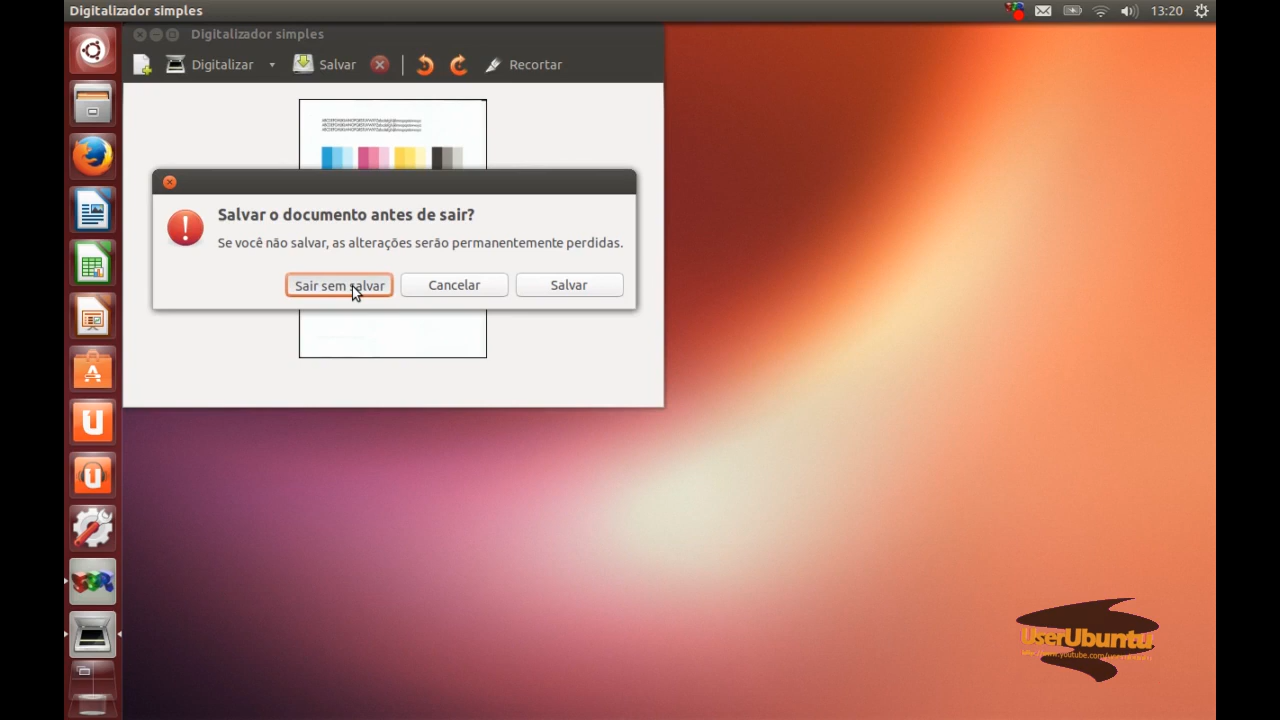 Digitalizador simples
13:20
Digitalizador simples
Digitalizar
Salvar
Recortar
Salvar o documento antes de sair?
Se você não salvar, as alterações serão permanentemente perdidas.
Sair sem salvar
Cancelar
Salvar
UserUbuntu